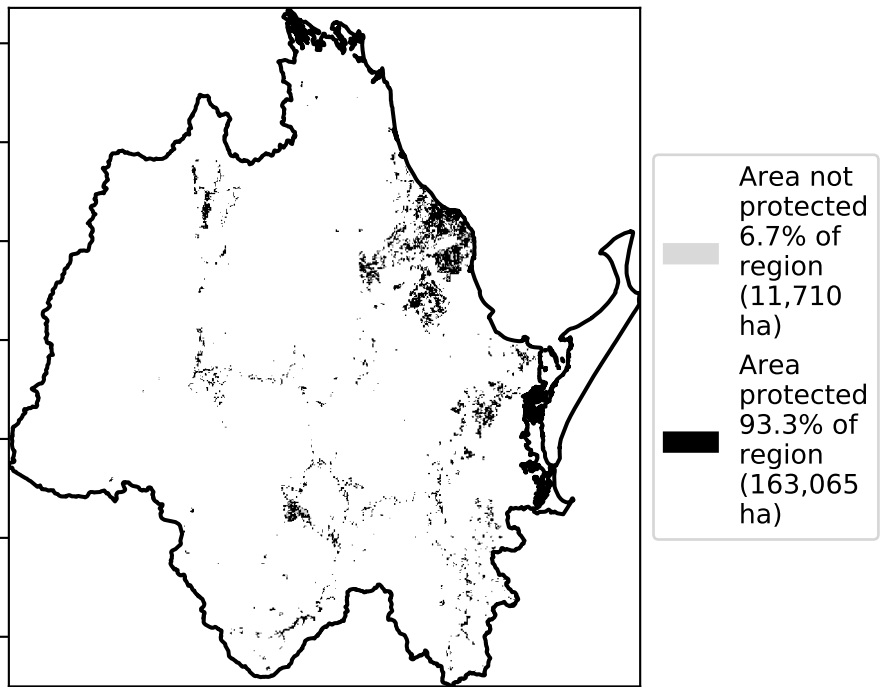 Area not
protected
6.7% of
region
(11,710
ha)
Area
protected
93.3% of
region
(163,065
ha)